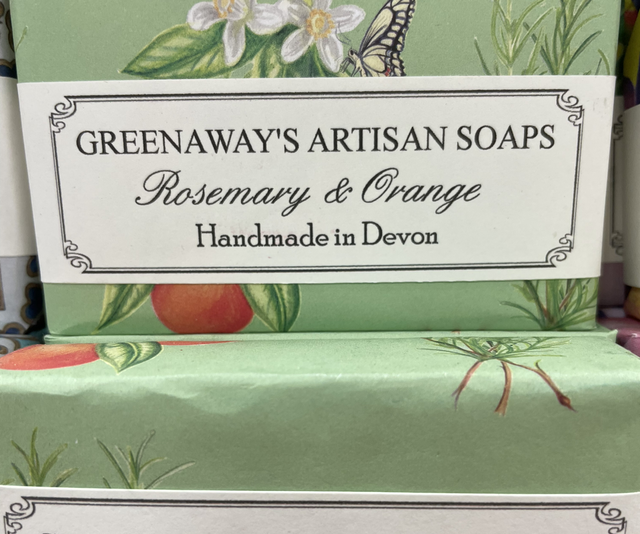 GREENAWAY'S ARTISAN SOAPS
Rosemary & Orange
Handmade in Devon